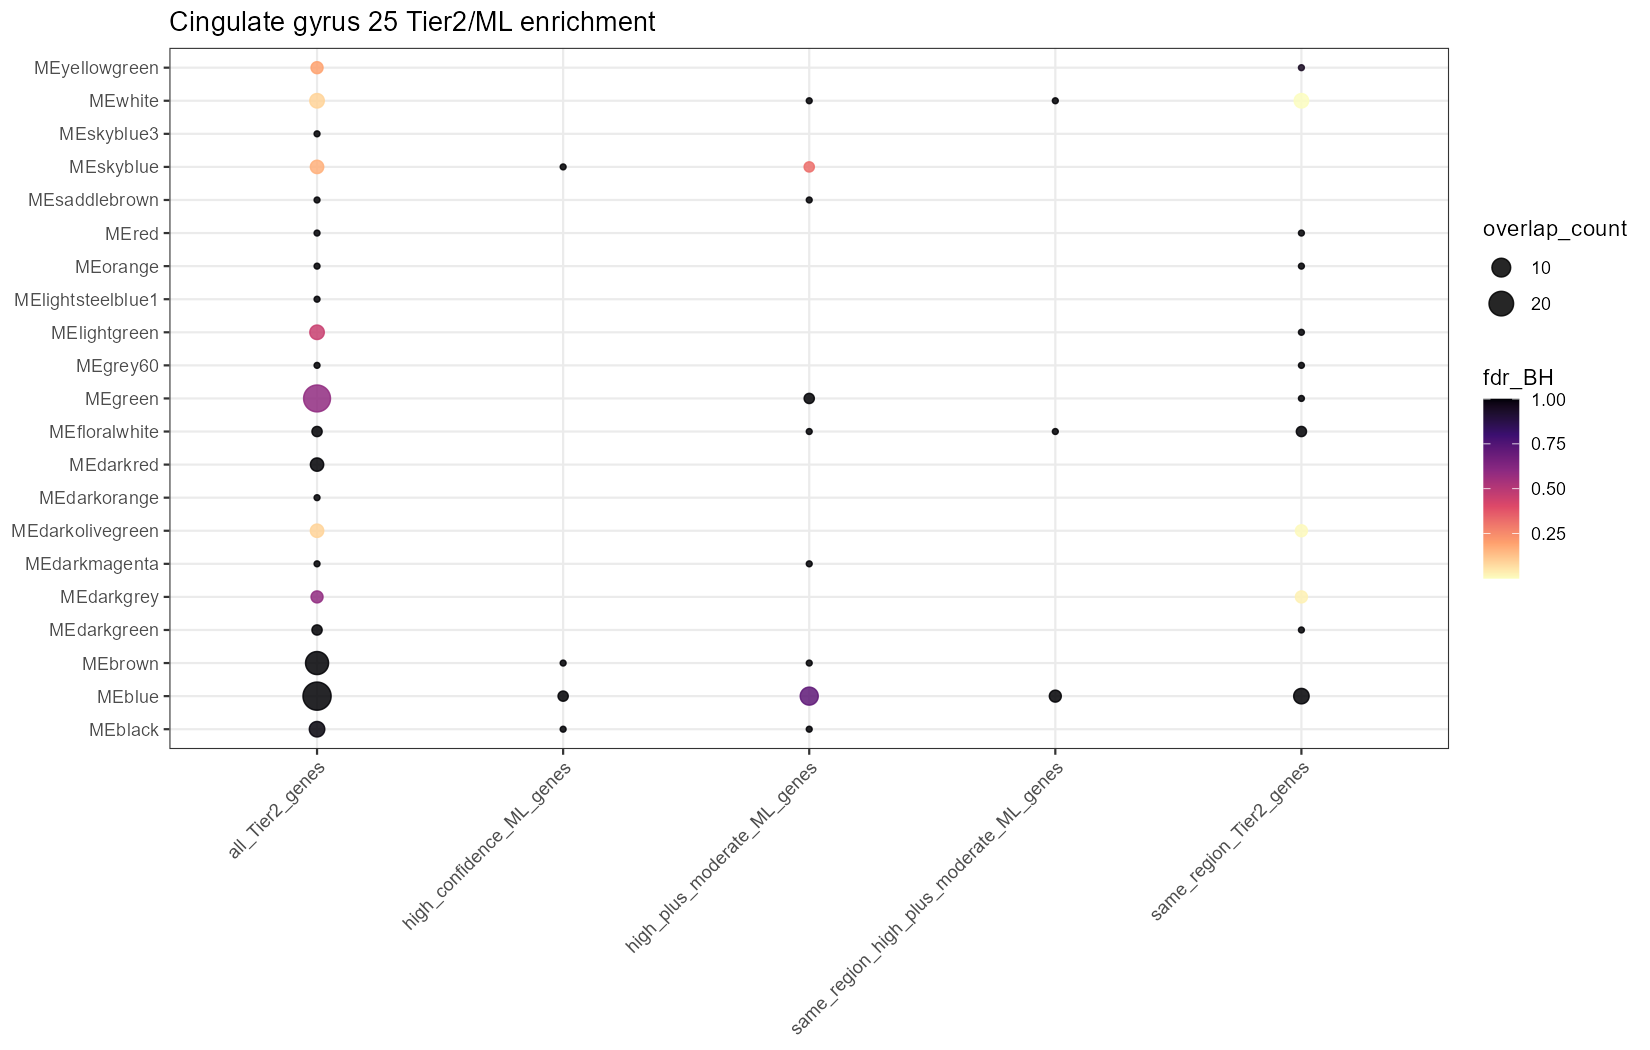 Cingulate gyrus 25 Tier2/ML enrichment
MEyellowgreen
MEwhite
MEskyblue3
MEskyblue
MEsaddlebrown
MEred
MEorange
MElightsteelblue1
MElightgreen
MEgrey60
MEgreen
MEfloralwhite
MEdarkred
MEdarkorange
MEdarkolivegreen
MEdarkmagenta
MEdarkgrey
MEdarkgreen
MEbrown
MEblue
MEblack
all_Tier2_genes
high_confidence_ML_genes
high_plus_moderate_ML_genes
same_region_high_plus_moderate_ML_genes
same_region_Tier2_genes
overlap_count
10
20
fdr_BH
1.00
0.75
0.50
0.25